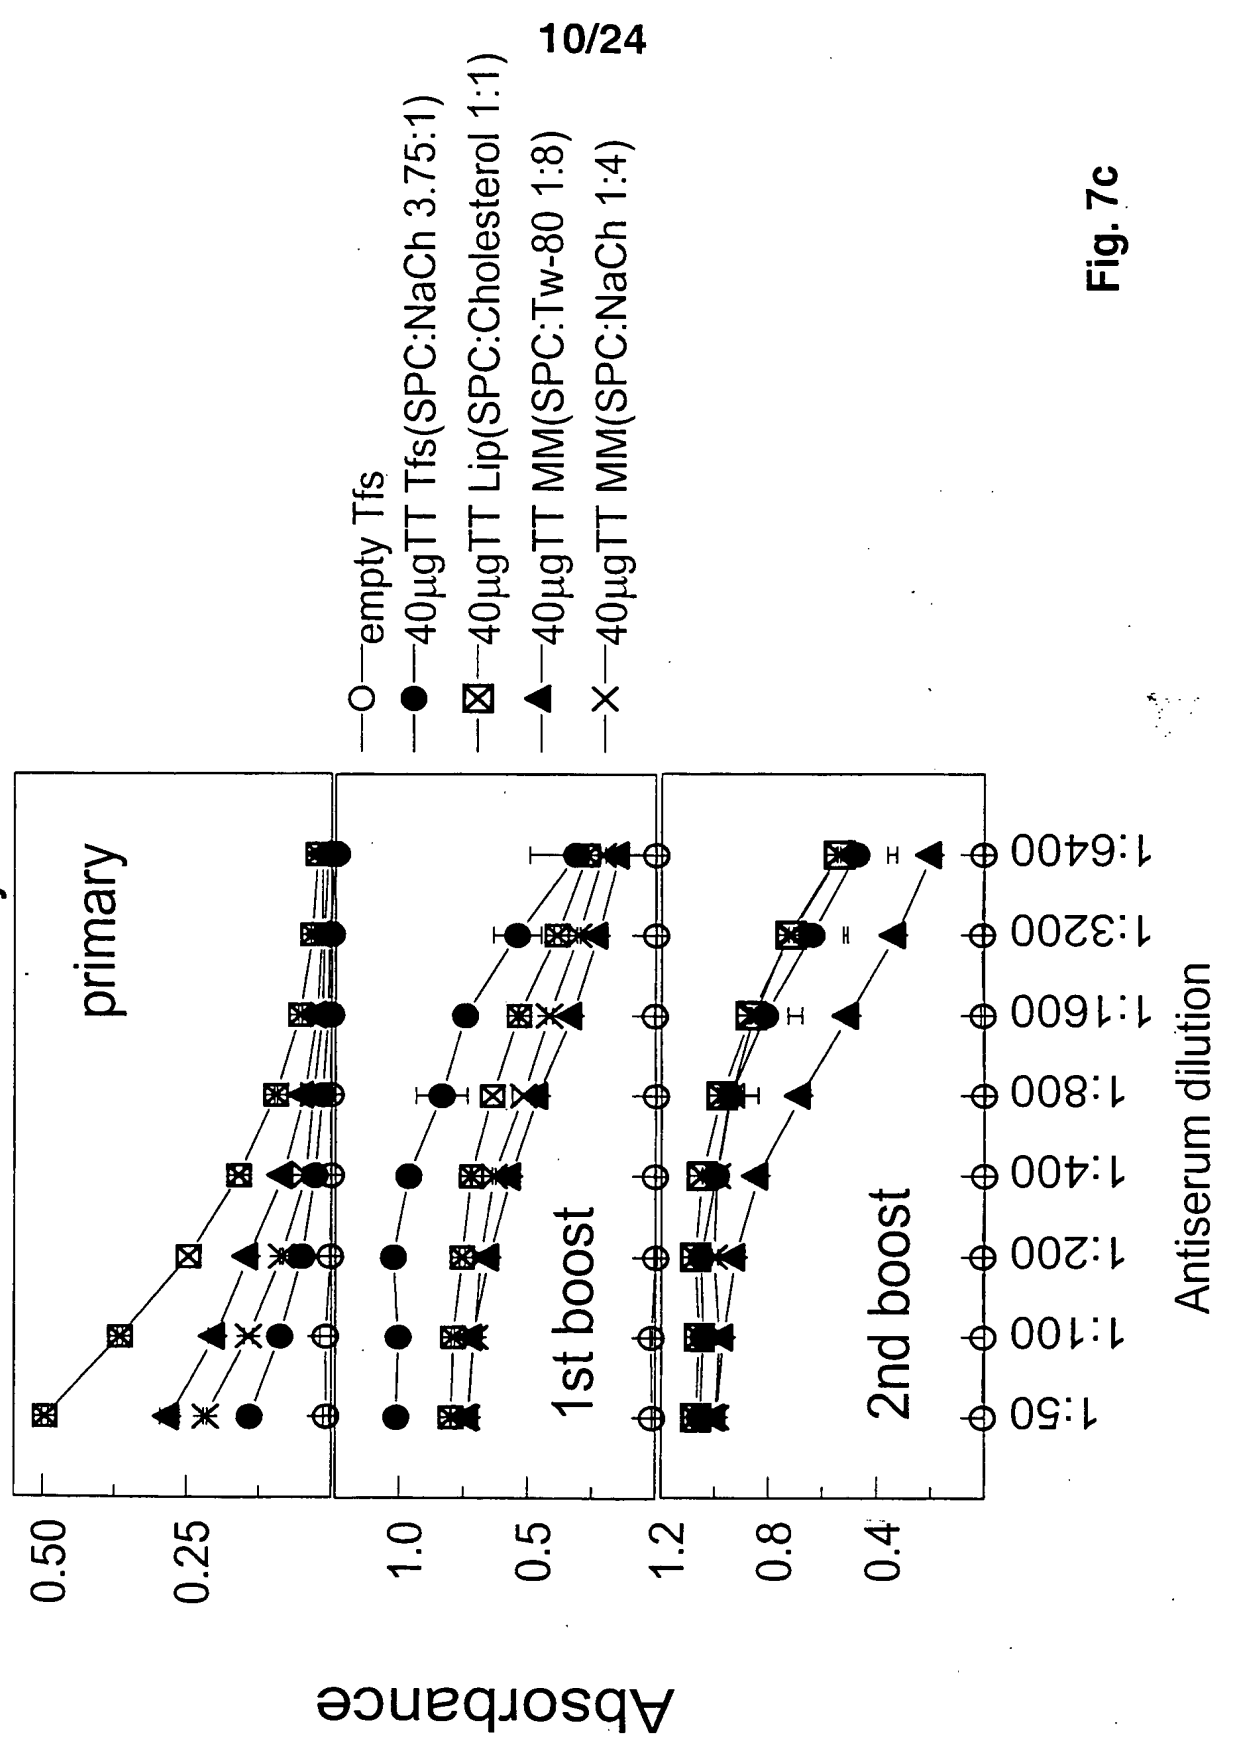 10/24
primary
1st boost
2nd boost
0.50
0.25
1.0
0.5
1.2
0.8
0.4
Absorbance
1:50
1:100
1:200
1:400
1:800
1:1600
1:3200
1:6400
Antiserum dilution
empty Tfs
40µgTT Tfs(SPC:NaCh 3.75:1)
40µgTT Lip(SPC:Cholesterol 1:1)
40µgTT MM(SPC:Tw-80 1:8)
40µgTT MM(SPC:NaCh 1:4)
Fig. 7c